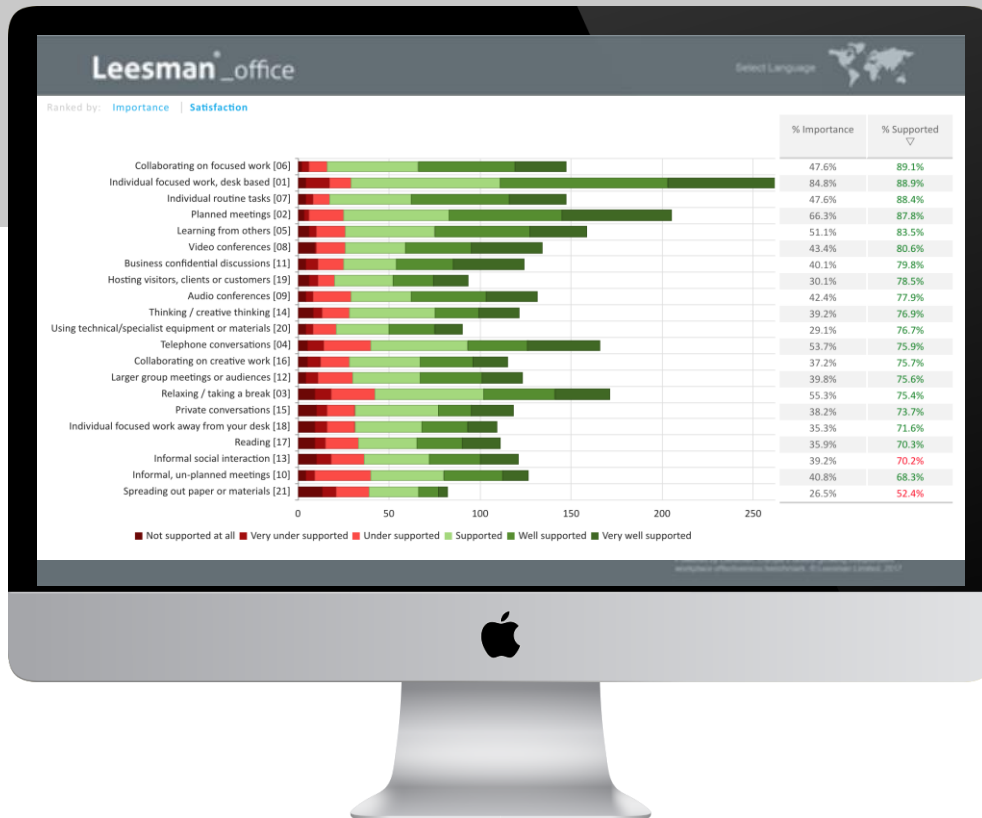 Leesman°_office
Select Language
Ranked by: Importance | Satisfaction
% Importance % Supported
Collaborating on focused work [06] 47.6% 89.1%
Individual focused work, desk based [01] 84.8% 88.9%
Individual routine tasks [07] 47.6% 88.4%
Planned meetings [02] 66.3% 87.8%
Learning from others [05] 51.1% 83.5%
Video conferences [08] 43.4% 80.6%
Business confidential discussions [11] 40.1% 79.8%
Hosting visitors, clients or customers [19] 30.1% 78.5%
Audio conferences [09] 42.4% 77.9%
Thinking / creative thinking [14] 39.2% 76.9%
Using technical/specialist equipment or materials [20] 29.1% 76.7%
Telephone conversations [04] 53.7% 75.9%
Collaborating on creative work [16] 37.2% 75.7%
Larger group meetings or audiences [12] 39.8% 75.6%
Relaxing / taking a break [03] 55.3% 75.4%
Private conversations [15] 38.2% 73.7%
Individual focused work away from your desk [18] 35.3% 71.6%
Reading [17] 35.9% 70.3%
Informal social interaction [13] 39.2% 70.2%
Informal, un-planned meetings [10] 40.8% 68.3%
Spreading out paper or materials [21] 26.5% 52.4%
0 50 100 150 200 250
Not supported at all Very under supported Under supported Supported Well supported Very well supported
workplace effectiveness benchmark. © Leesman Limited. 2017